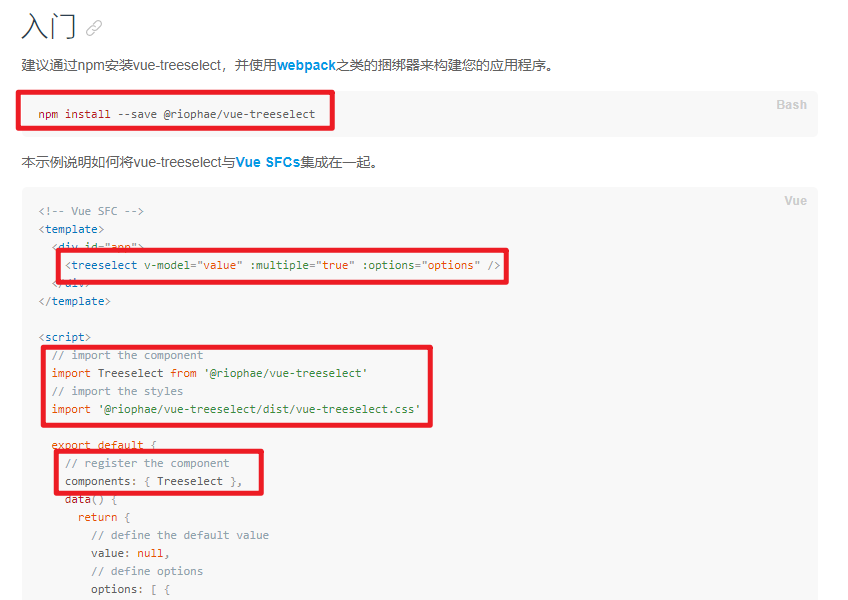 入门
建议通过npm安装vue-treeselect，并使用webpack之类的捆绑器来构建您的应用程序。
Bash
npm install --save @riophae/vue-treeselect
本示例说明如何将vue-treeselect与Vue SFCs集成在一起。
Vue
<!-- Vue SFC -->
<template>
<div id="app">
<treeselect v-model="value" :multiple="true" :options="options" />
</div>
</template>
<script>
// import the component
import Treeselect from '@riophae/vue-treeselect'
// import the styles
import '@riophae/vue-treeselect/dist/vue-treeselect.css'
export default {
// register the component
components: { Treeselect },
data() {
return {
// define the default value
value: null,
// define options
options: [ {